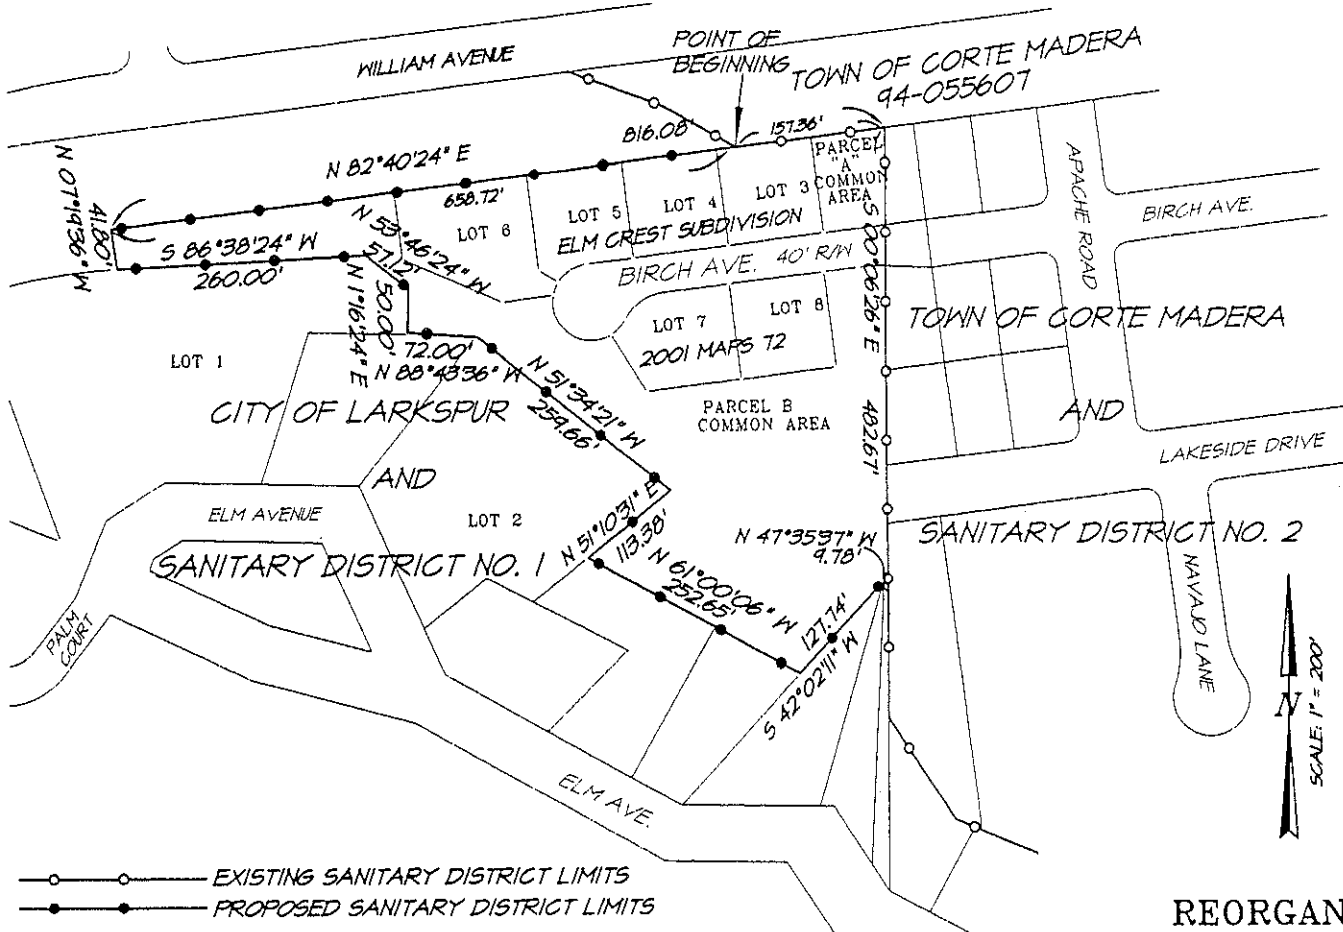 WILLIAM AVENUE
POINT OF
BEGINNING
TOWN OF CORTE MADERA
94-055607
816.08'
157.36'
N 82°40'24" E
658.72'
N 07°19'36" W
41.80'
S 86°38'24" W
260.00'
N 53°46'24" W
57.12'
N 1°16'24" E
50.00'
72.00'
N 88°43'36" W
LOT 6
LOT 5
LOT 4
LOT 3
PARCEL
"A"
COMMON
AREA
ELM CREST SUBDIVISION
BIRCH AVE. 40' R/W
LOT 7
LOT 8
2001 MAPS 72
S 00°06'26" E
482.67'
APACHE ROAD
BIRCH AVE.
TOWN OF CORTE MADERA
AND
LAKESIDE DRIVE
SANITARY DISTRICT NO. 2
NAVAJO LANE
LOT 1
CITY OF LARKSPUR
AND
N 51°34'21" W
259.66'
PARCEL B
COMMON AREA
ELM AVENUE
LOT 2
SANITARY DISTRICT NO. 1
N 51°10'31" E
113.38'
N 61°00'06" W
252.65'
N 47°35'37" W
9.78'
127.74'
S 42°02'11" W
PALM
COURT
ELM AVE.
N
SCALE: 1" = 200'
EXISTING SANITARY DISTRICT LIMITS
PROPOSED SANITARY DISTRICT LIMITS
REORGAN